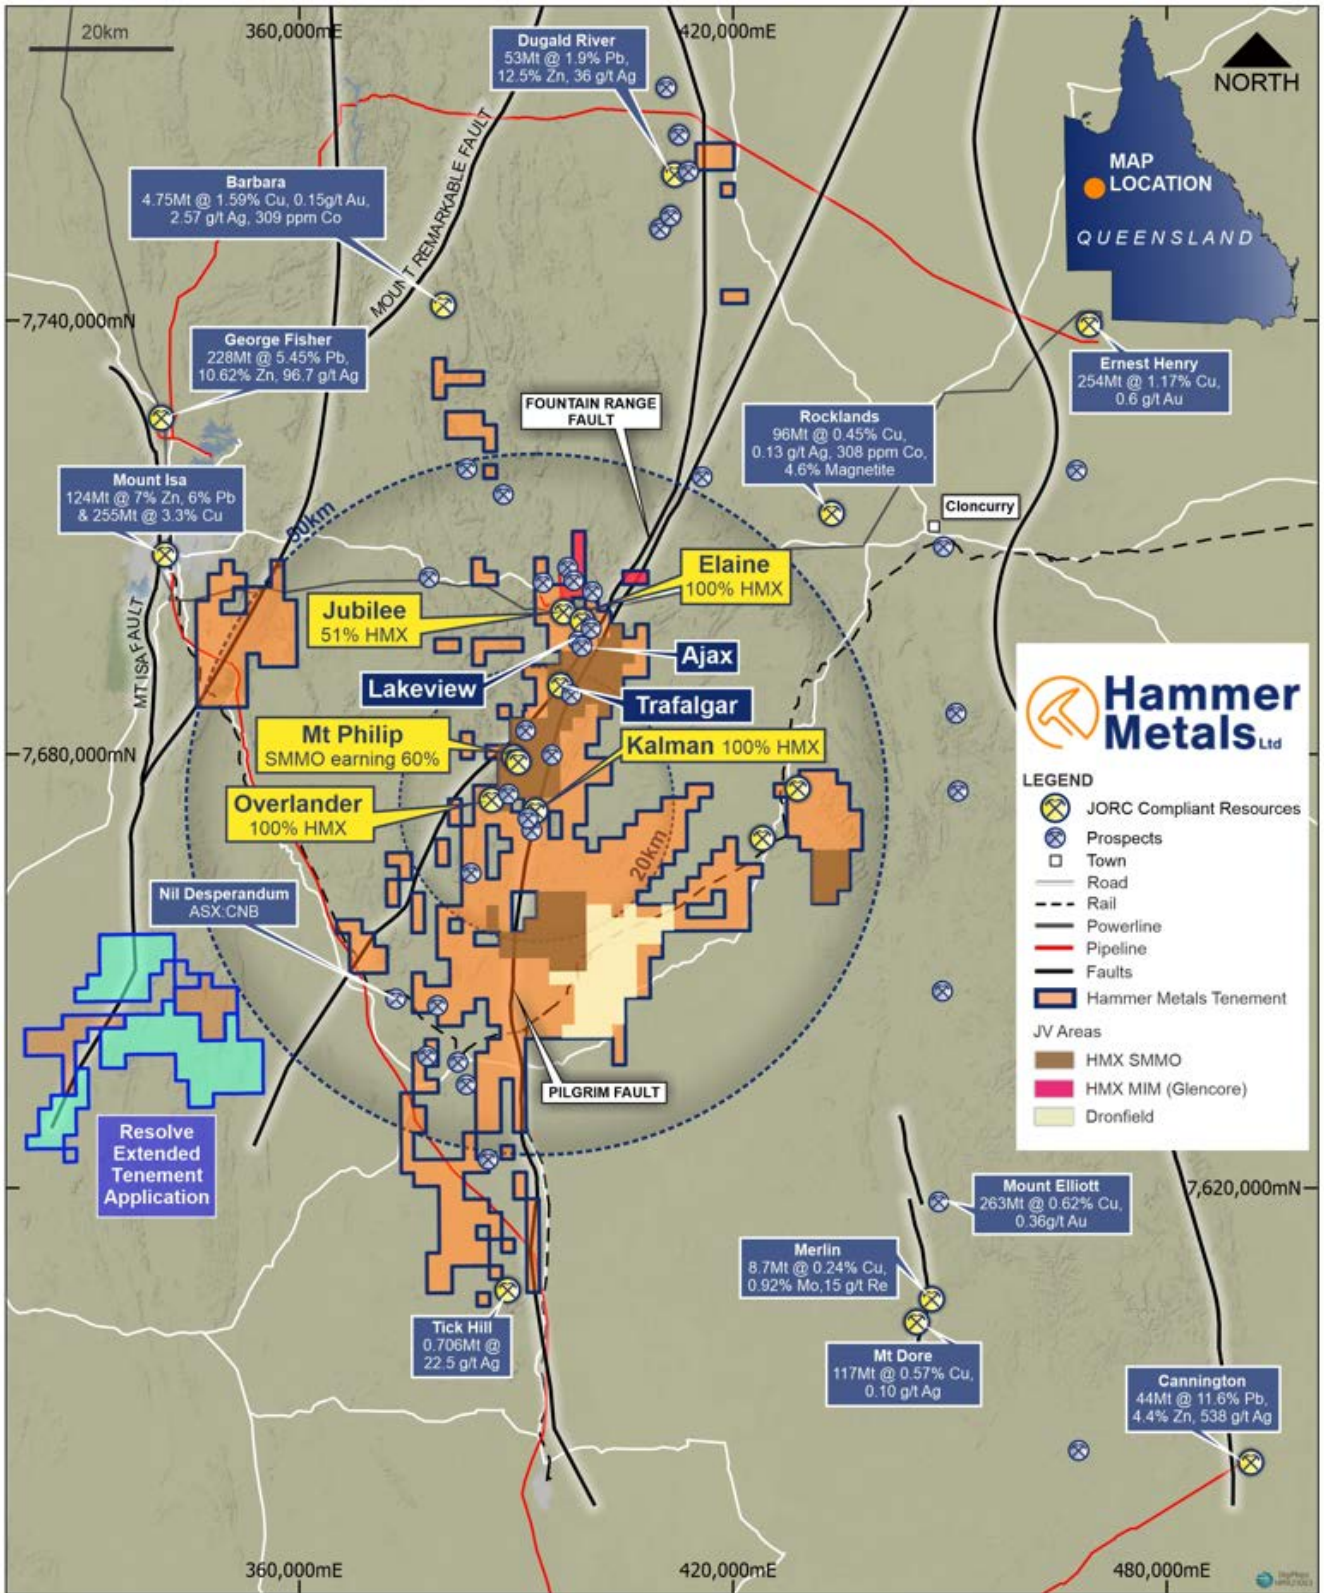 20km
360,000mE
420,000mE
NORTH
Dugald River
53Mt @ 1.9% Pb,
12.5% Zn, 36 g/t Ag
MAP
LOCATION
QUEENSLAND
MOUNT REMARKABLE FAULT
Barbara
4.75Mt @ 1.59% Cu, 0.15g/t Au,
2.57 g/t Ag, 309 ppm Co
7,740,000mN
George Fisher
228Mt @ 5.45% Pb,
10.62% Zn, 96.7 g/t Ag
Ernest Henry
254Mt @ 1.17% Cu,
0.6 g/t Au
FOUNTAIN RANGE
FAULT
Rocklands
96Mt @ 0.45% Cu,
0.13 g/t Ag, 308 ppm Co,
4.6% Magnetite
Mount Isa
124Mt @ 7% Zn, 6% Pb
& 255Mt @ 3.3% Cu
50km
Cloncurry
Elaine
100% HMX
Jubilee
51% HMX
MT ISA FAULT
Ajax
Lakeview
Trafalgar
Mt Philip
SMMO earning 60%
Kalman 100% HMX
7,680,000mN
Overlander
100% HMX
20km
Nil Desperandum
ASX:CNB
Hammer
Metals Ltd
LEGEND
JORC Compliant Resources
Prospects
Town
Road
Rail
Powerline
Pipeline
Faults
Hammer Metals Tenement
JV Areas
HMX SMMO
HMX MIM (Glencore)
Dronfield
PILGRIM FAULT
Resolve
Extended
Tenement
Application
Mount Elliott
263Mt @ 0.62% Cu,
0.36g/t Au
7,620,000mN
Merlin
8.7Mt @ 0.24% Cu,
0.92% Mo,15 g/t Re
Tick Hill
0.706Mt @
22.5 g/t Ag
Mt Dore
117Mt @ 0.57% Cu,
0.10 g/t Ag
Cannington
44Mt @ 11.6% Pb,
4.4% Zn, 538 g/t Ag
360,000mE
420,000mE
480,000mE